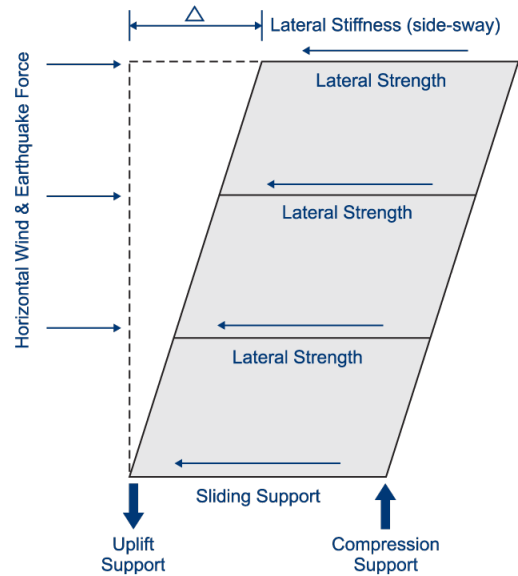 △
Lateral Stiffness (side-sway)
Lateral Strength
Horizontal Wind & Earthquake Force
Lateral Strength
Lateral Strength
Sliding Support
Uplift
Support
Compression
Support